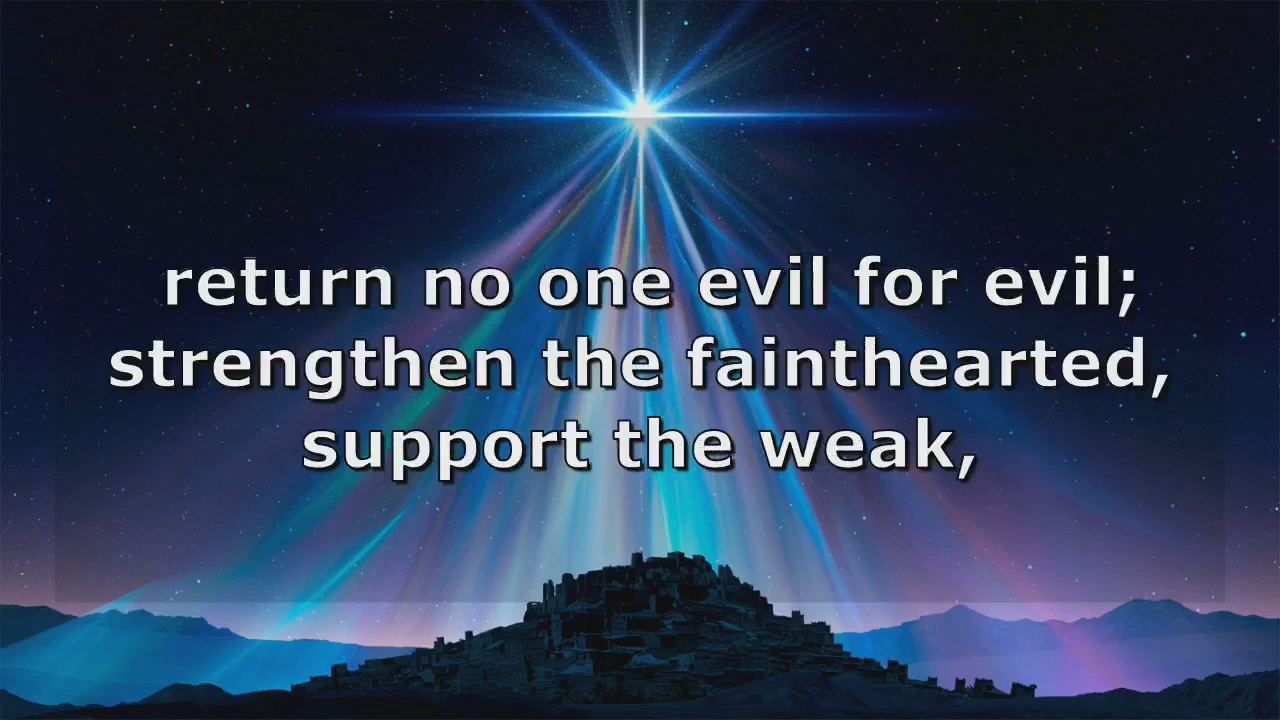 return no one evil for evil;
strengthen the fainthearted,
support the weak,